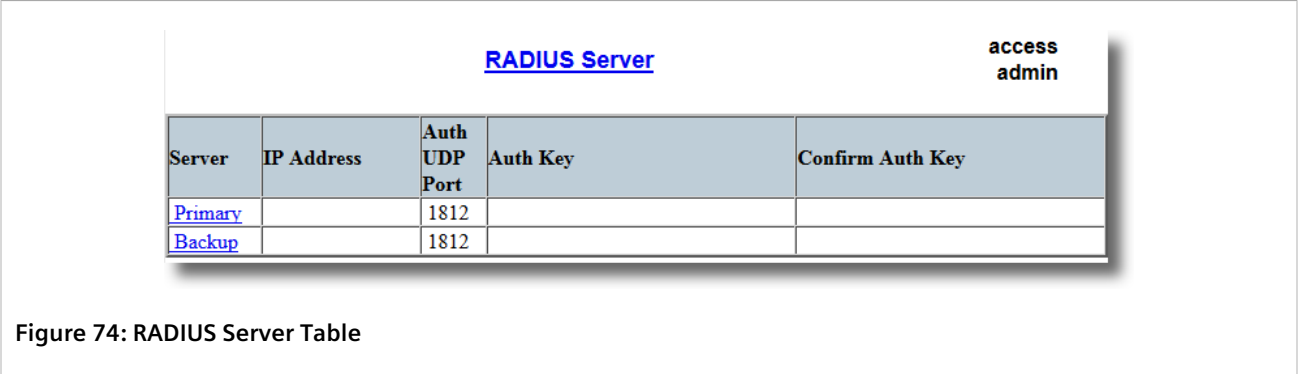 RADIUS Server
access
admin
Server IP Address Auth UDP Port Auth Key Confirm Auth Key
Primary 1812
Backup 1812
Figure 74: RADIUS Server Table